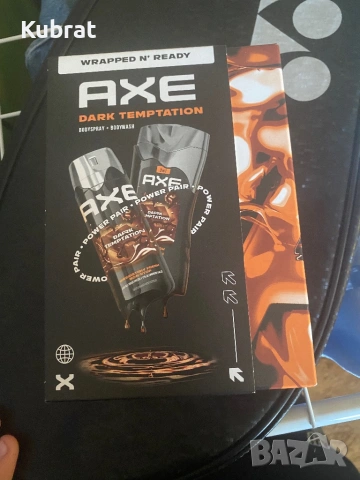 Kubrat
WRAPPED N' READY
AXE
DARK TEMPTATION
BODYSPRAY + BODYWASH
AXE
AXE
POWER PAIR • POWER PAIR • POWER PAIR
DARK
TEMPTATION
DARK
TEMPTATION
X
BAZAR